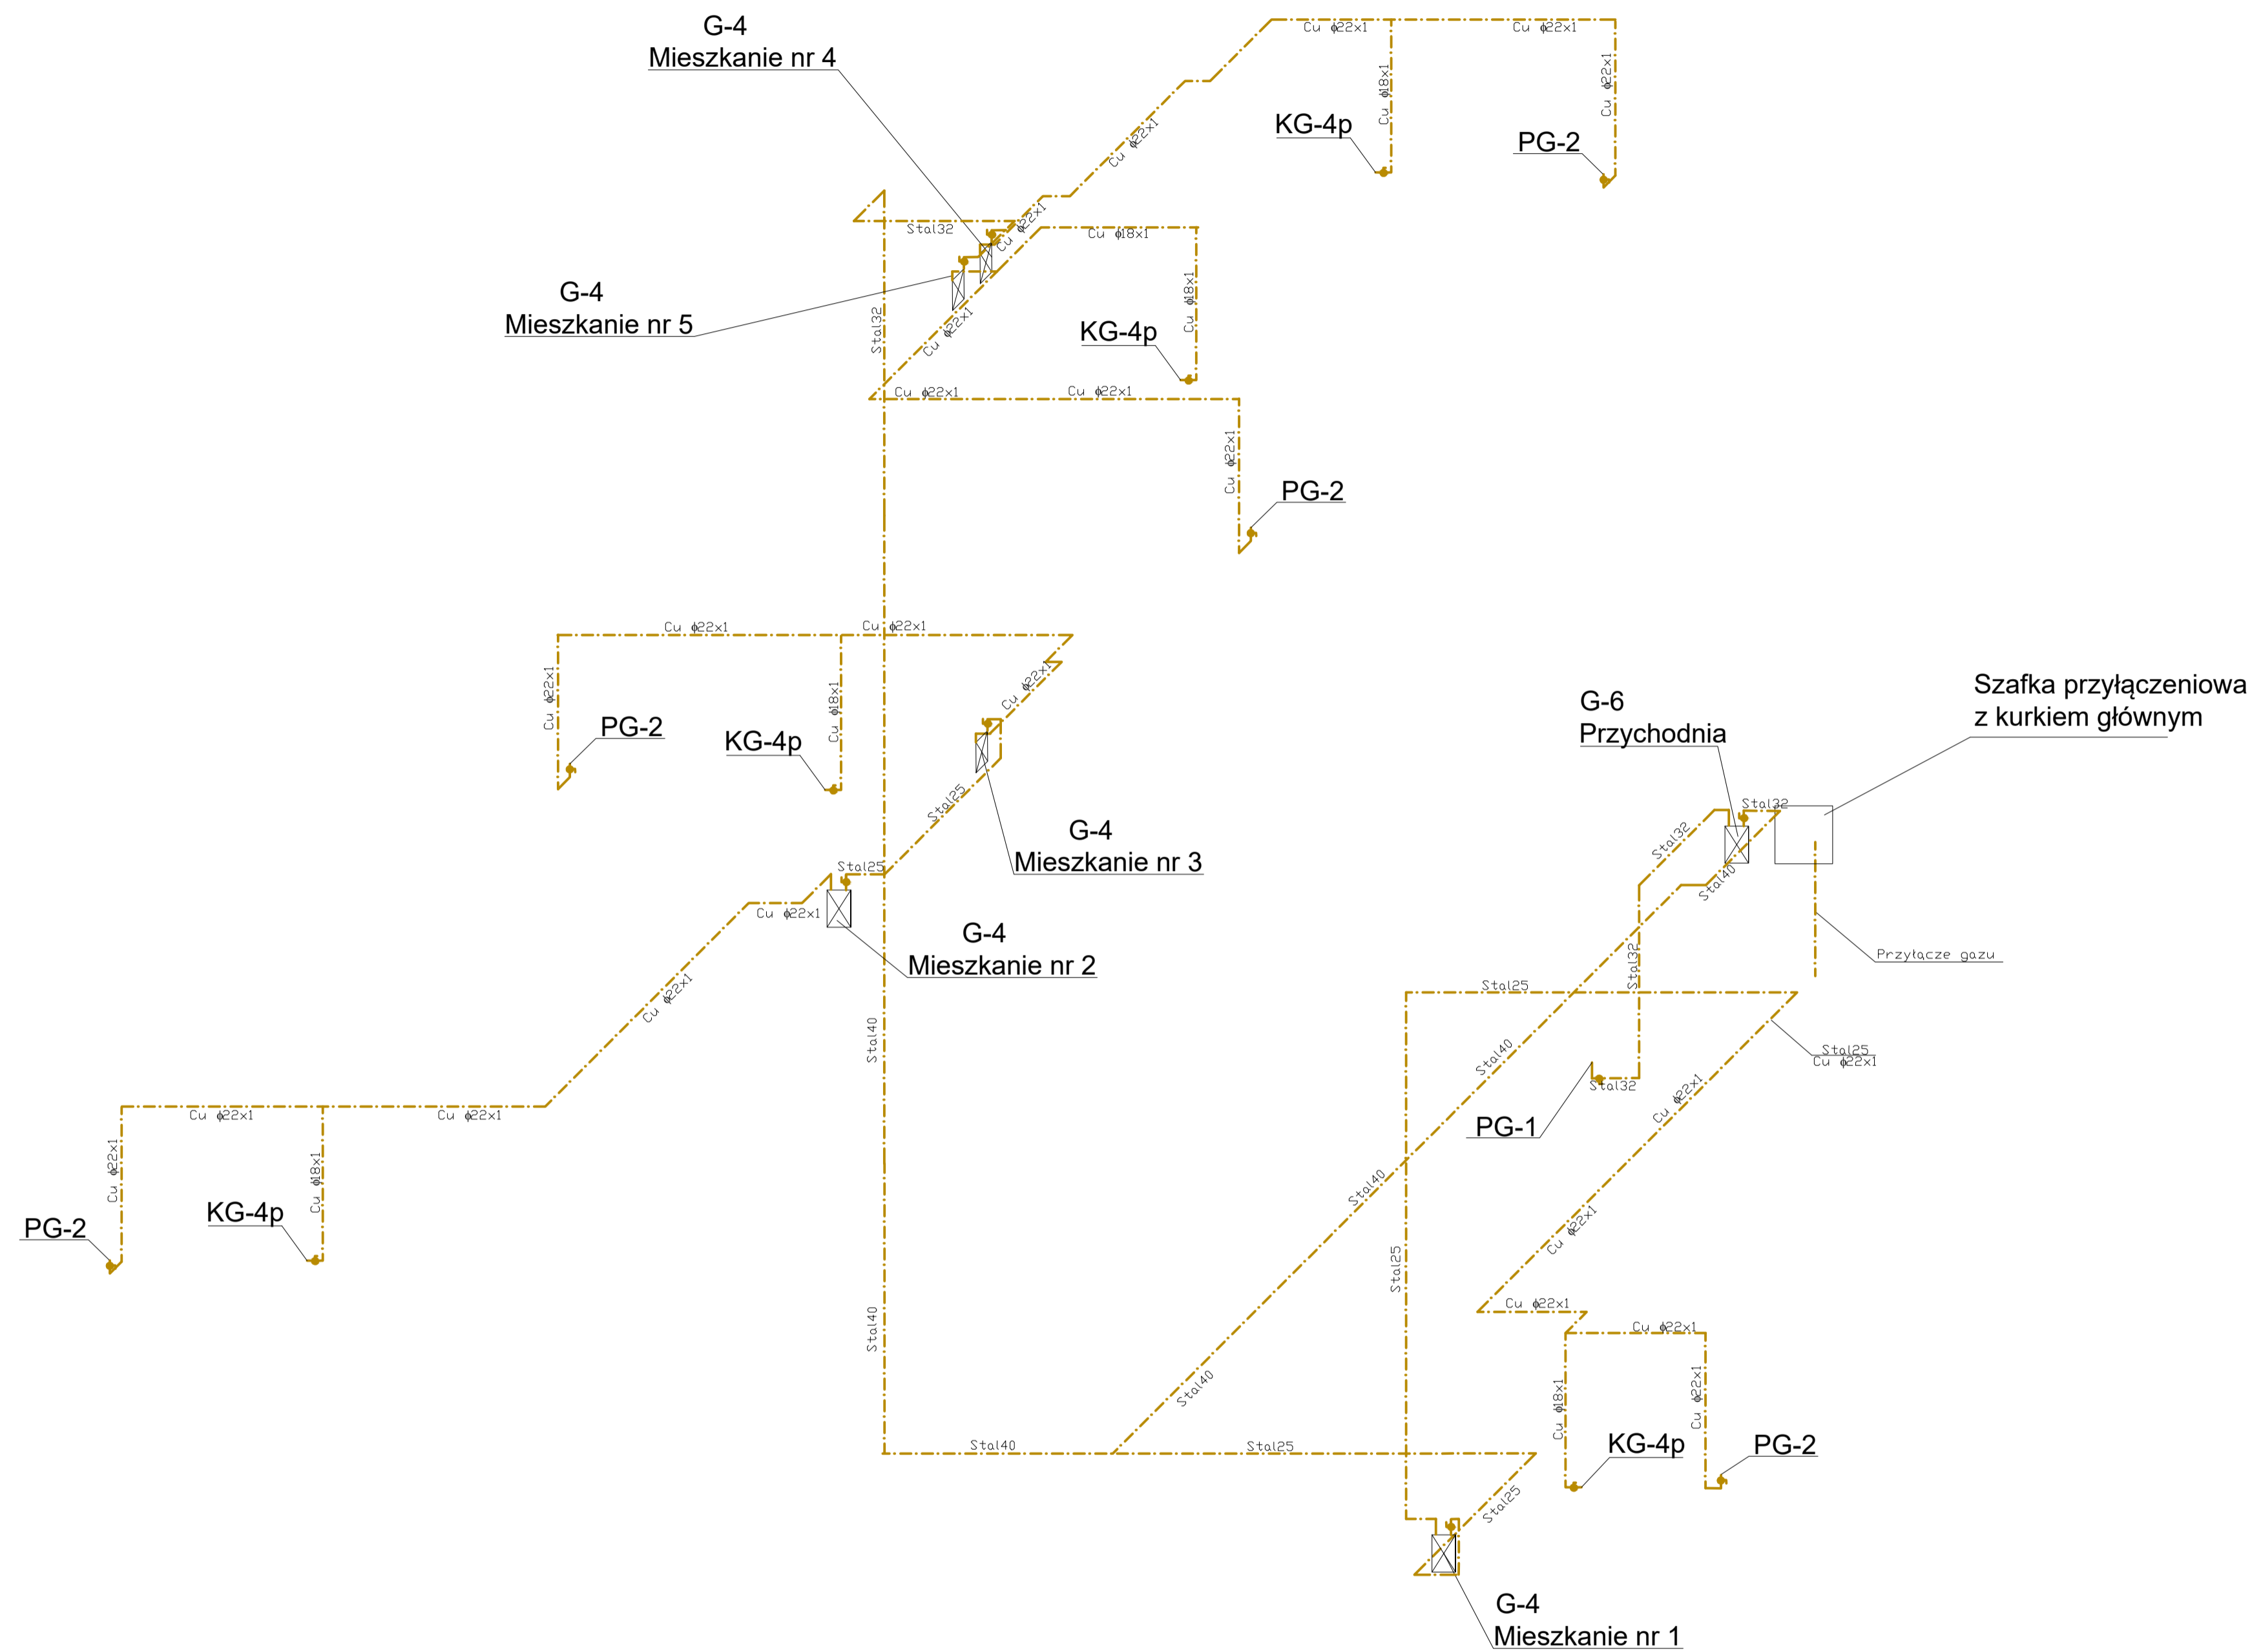 G-4
Mieszkanie nr 4
Cu ϕ22x1
Cu ϕ22x1
Cu ϕ18x1
Cu ϕ22x1
KG-4p
PG-2
Cu ϕ22x1
Cu ϕ22x1
Stal32
Cu ϕ18x1
Cu ϕ18x1
G-4
Mieszkanie nr 5
Stal32
Cu ϕ22x1
KG-4p
Cu ϕ22x1
Cu ϕ22x1
Cu ϕ22x1
PG-2
Cu ϕ22x1
Cu ϕ22x1
Cu ϕ22x1
Cu ϕ18x1
Cu ϕ22x1
PG-2
KG-4p
Stal25
G-4
Mieszkanie nr 3
G-6
Przychodnia
Szafka przyłączeniowa
z kurkiem głównym
Stal32
Stal32
Stal40
Stal25
Cu ϕ22x1
G-4
Mieszkanie nr 2
Cu ϕ22x1
Stal32
Przyłącze gazu
Stal25
Stal40
Stal40
Stal25
Cu ϕ22x1
Stal32
Cu ϕ22x1
PG-1
Cu ϕ22x1
Cu ϕ22x1
Cu ϕ22x1
Cu ϕ18x1
Stal40
PG-2
KG-4p
Cu ϕ22x1
Stal25
Stal40
Cu ϕ22x1
Cu ϕ22x1
Stal40
Cu ϕ18x1
Cu ϕ22x1
Stal40
Stal25
KG-4p
PG-2
Stal25
G-4
Mieszkanie nr 1